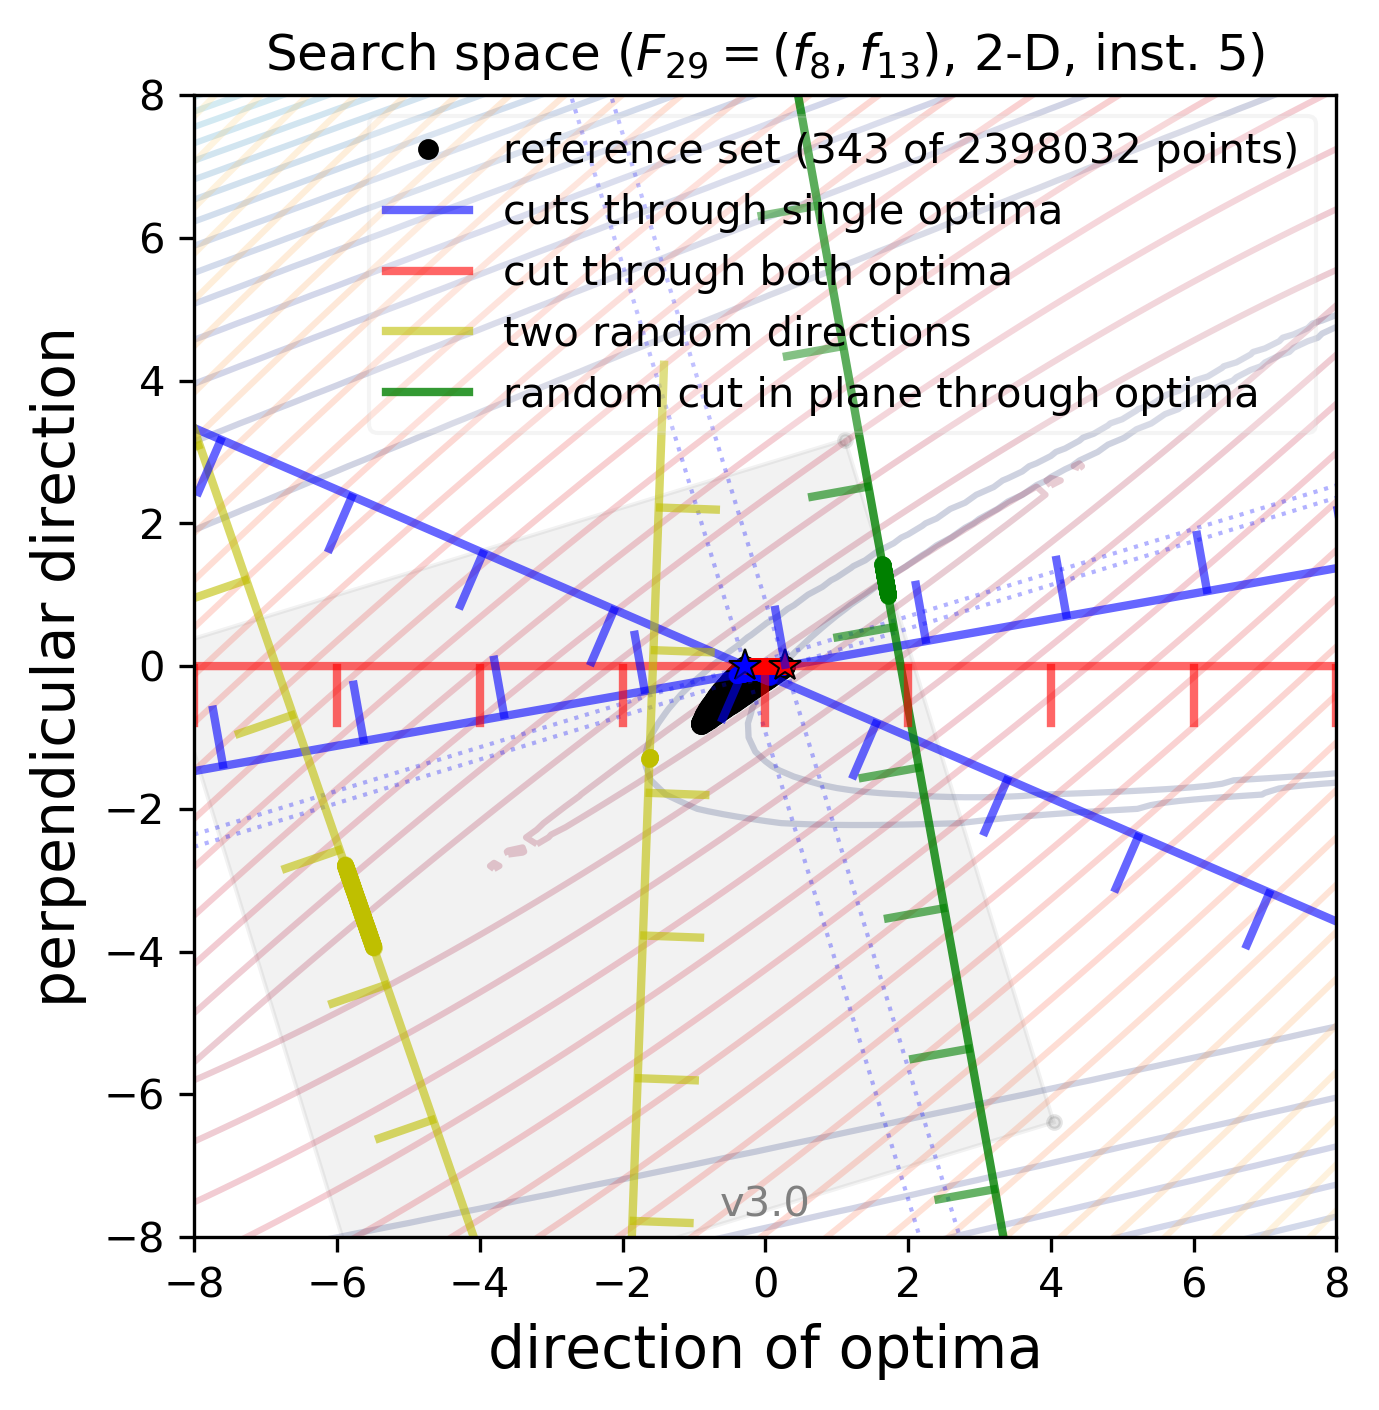 Search space (F₂₉ = (f₈, f₁₃), 2-D, inst. 5)
reference set (343 of 2398032 points)
cuts through single optima
cut through both optima
two random directions
random cut in plane through optima
perpendicular direction
8
6
4
2
0
−2
−4
−6
−8
v3.0
−8 −6 −4 −2 0 2 4 6 8
direction of optima